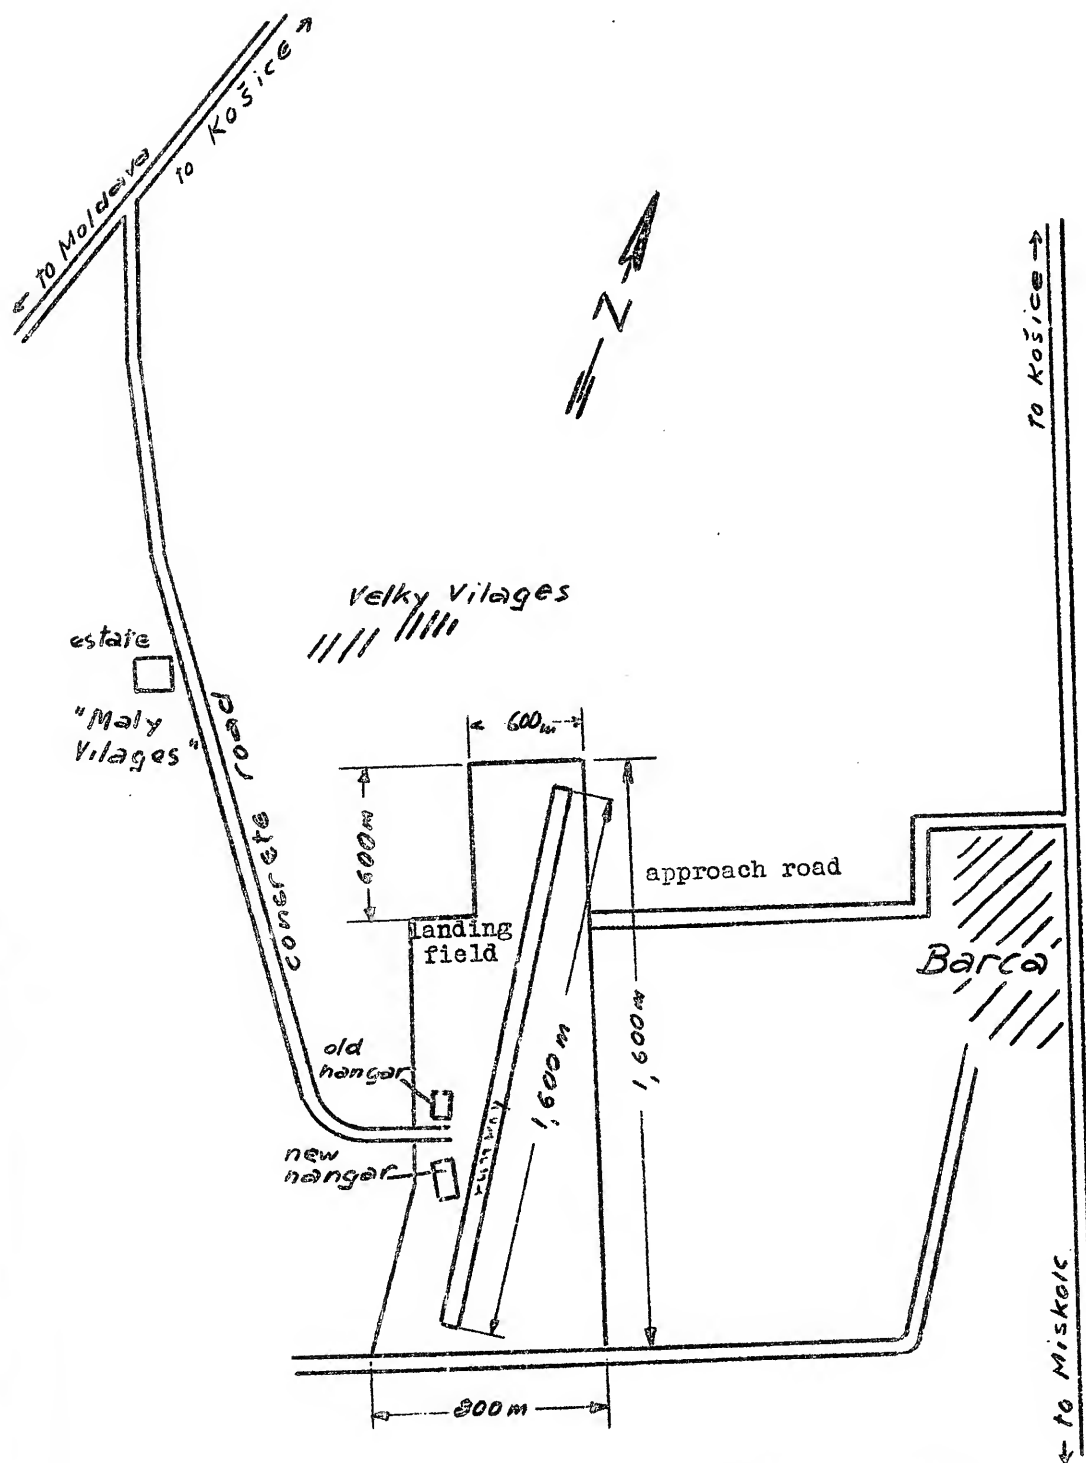 to Košice
to Moldava
N
to Košice
Velky Vilages
estate
"Maly
Vilages"
600m
concrete road
600m
approach road
landing
field
Barca
1,600m
1,600m
old
hangar
runway
new
hangar
800m
to Miskolc